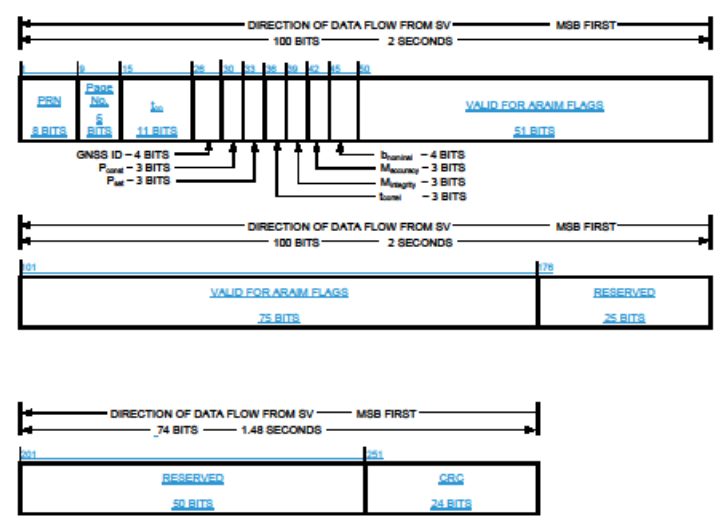 DIRECTION OF DATA FLOW FROM SV MSB FIRST
100 BITS 2 SECONDS
1 9 15 26 30 33 36 39 42 45 50
PRN
8 BITS
Page
No.
6
BITS
11 BITS
VALID FOR ARAIM FLAGS
51 BITS
GNSS ID – 4 BITS
Pconst – 3 BITS
Psat – 3 BITS
bnominal – 4 BITS
Maccuracy – 3 BITS
Mintegrity – 3 BITS
– 3 BITS
DIRECTION OF DATA FLOW FROM SV MSB FIRST
100 BITS 2 SECONDS
101 176
VALID FOR ARAIM FLAGS
75 BITS
RESERVED
25 BITS
DIRECTION OF DATA FLOW FROM SV MSB FIRST
74 BITS 1.48 SECONDS
201 251
RESERVED
50 BITS
CRC
24 BITS